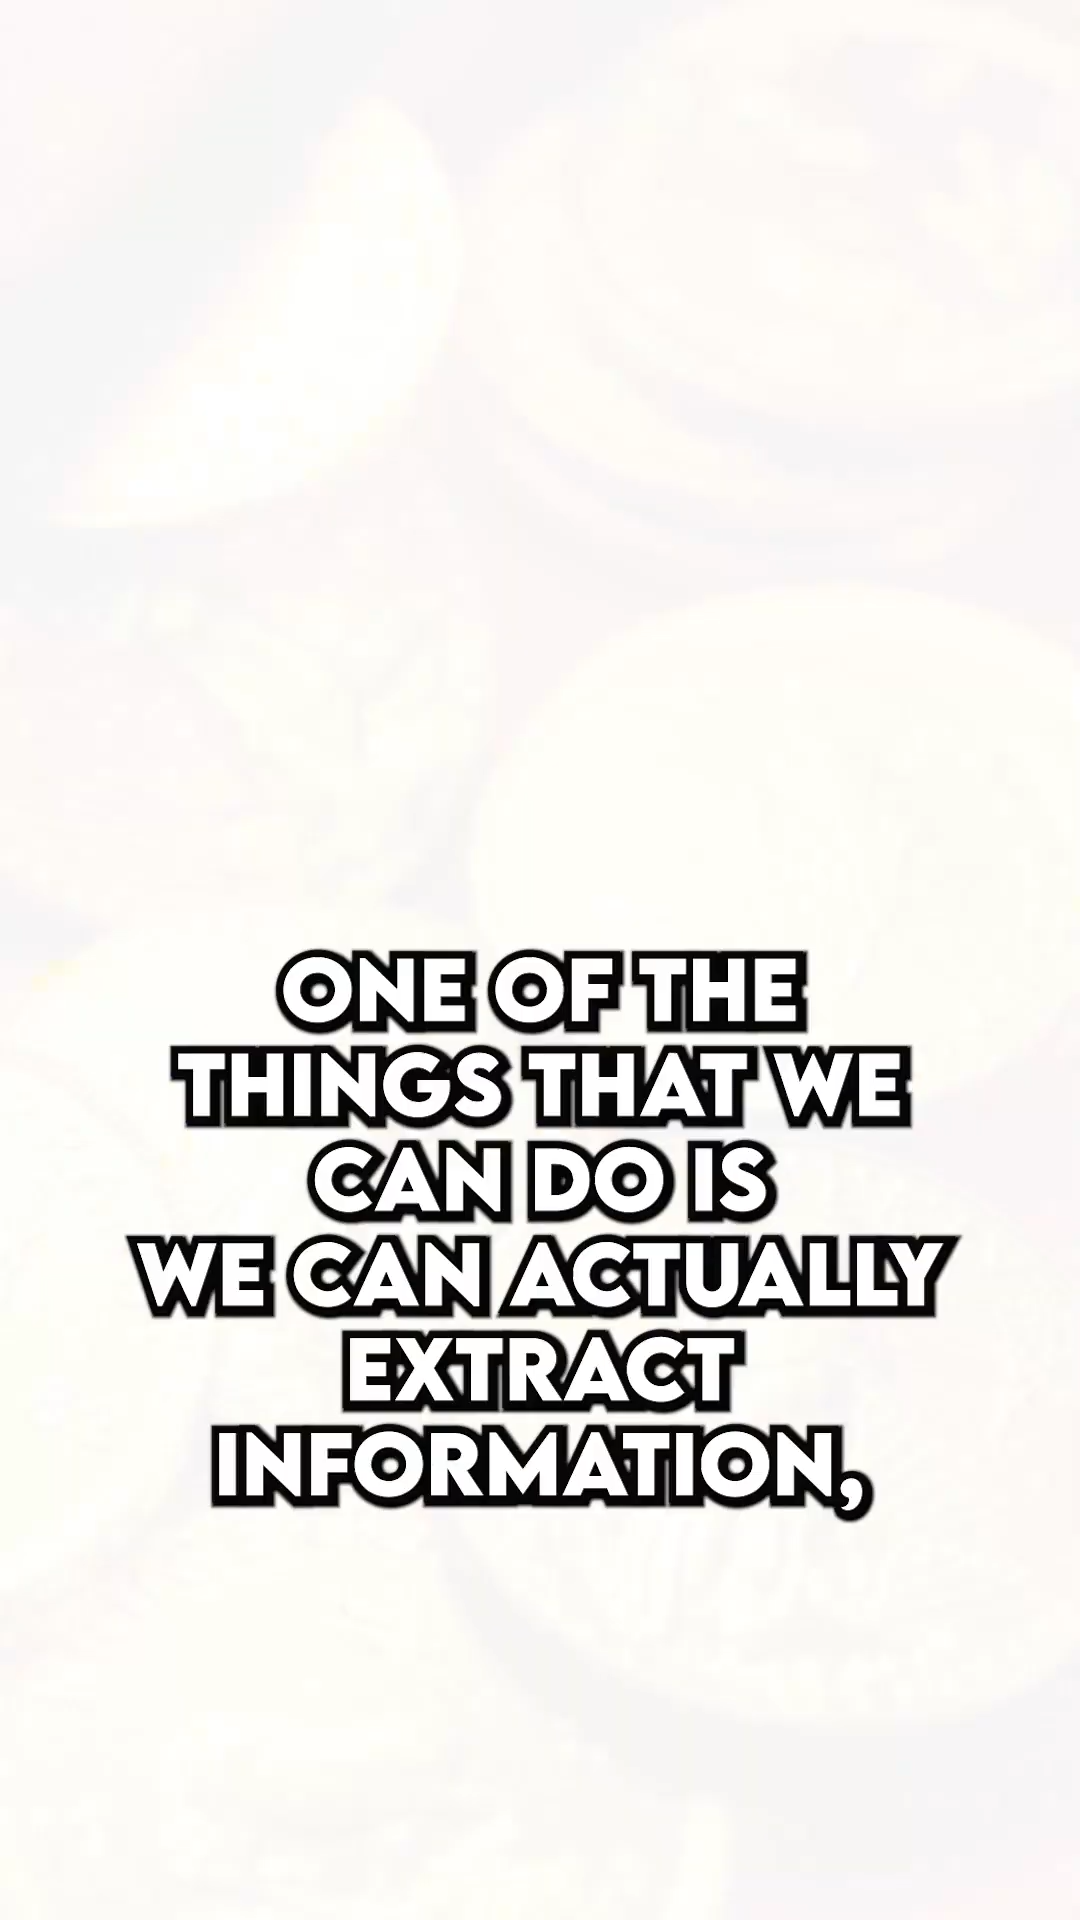 ONE OF THE
THINGS THAT WE
CAN DO IS
WE CAN ACTUALLY
EXTRACT
INFORMATION,